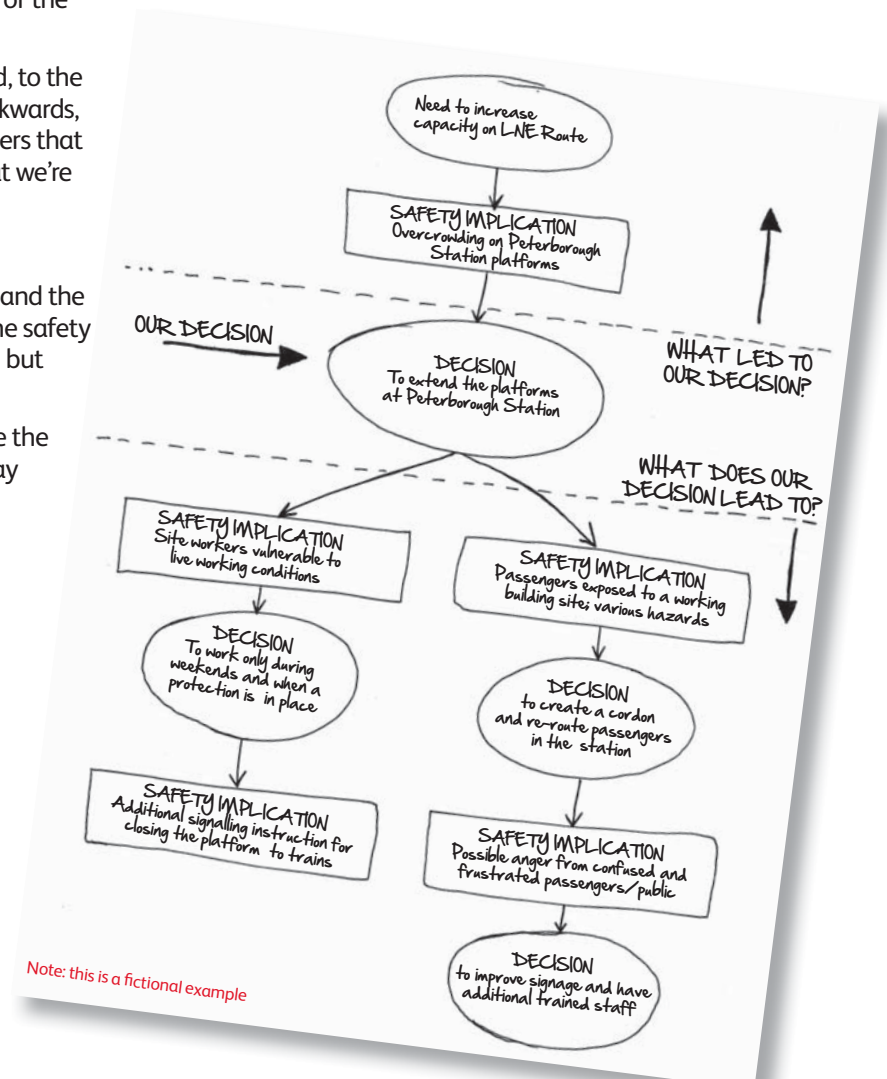 or the
d, to the
kwards,
ers that
t we're
and the
ne safety
but
e the
ay
Need to increase
capacity on LNE Route
SAFETY IMPLICATION
Overcrowding on Peterborough
Station platforms
OUR DECISION
DECISION
To extend the platforms
at Peterborough Station
WHAT LED TO
OUR DECISION?
WHAT DOES OUR
DECISION LEAD TO?
SAFETY IMPLICATION
Site workers vulnerable to
live working conditions
DECISION
To work only during
weekends and when a
protection is in place
SAFETY IMPLICATION
Additional signalling instruction for
closing the platform to trains
SAFETY IMPLICATION
Passengers exposed to a working
building site; various hazards
DECISION
to create a cordon
and re-route passengers
in the station
SAFETY IMPLICATION
Possible anger from confused and
frustrated passengers/public
DECISION
to improve signage and have
additional trained staff
Note: this is a fictional example